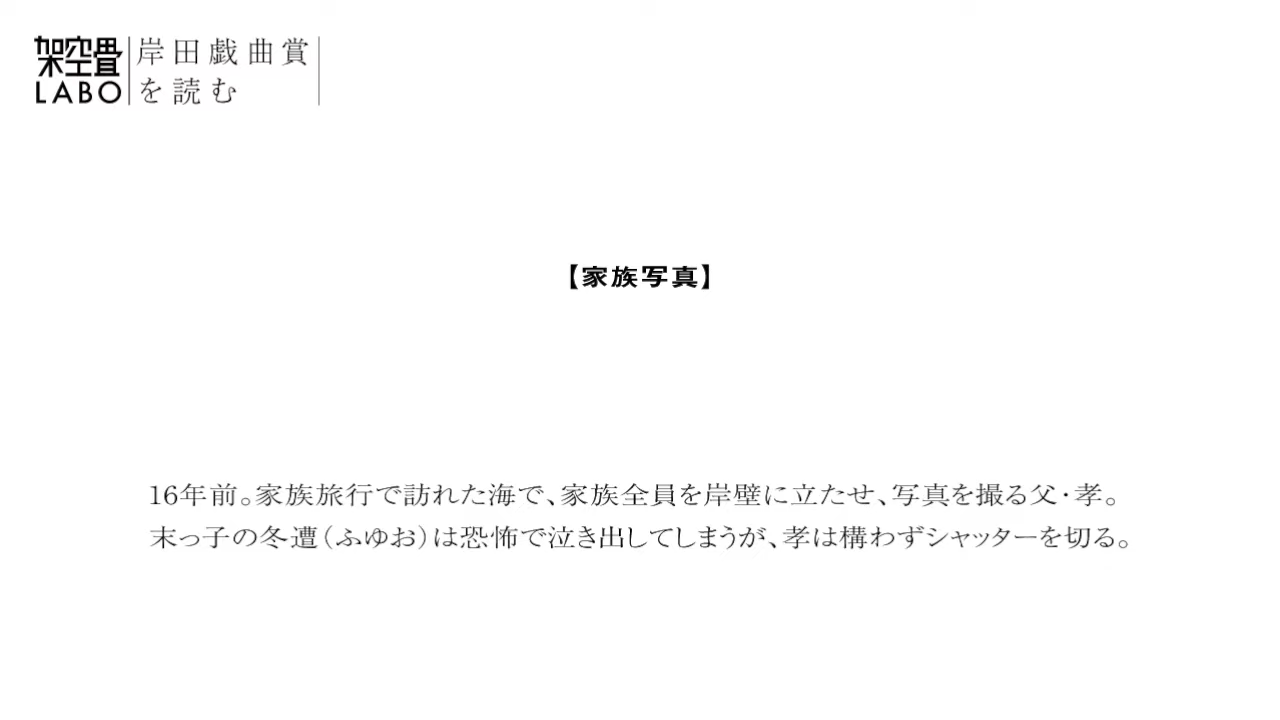 架空畳
LABO
岸田戯曲賞
を読む
【家族写真】
16年前。家族旅行で訪れた海で、家族全員を岸壁に立たせ、写真を撮る父・孝。
末っ子の冬遭(ふゆお)は恐怖で泣き出してしまうが、孝は構わずシャッターを切る。